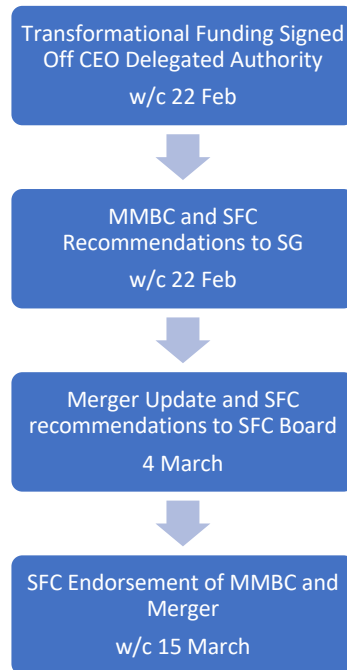 Transformational Funding Signed
Off CEO Delegated Authority
w/c 22 Feb
MMBC and SFC
Recommendations to SG
w/c 22 Feb
Merger Update and SFC
recommendations to SFC Board
4 March
SFC Endorsement of MMBC and
Merger
w/c 15 March